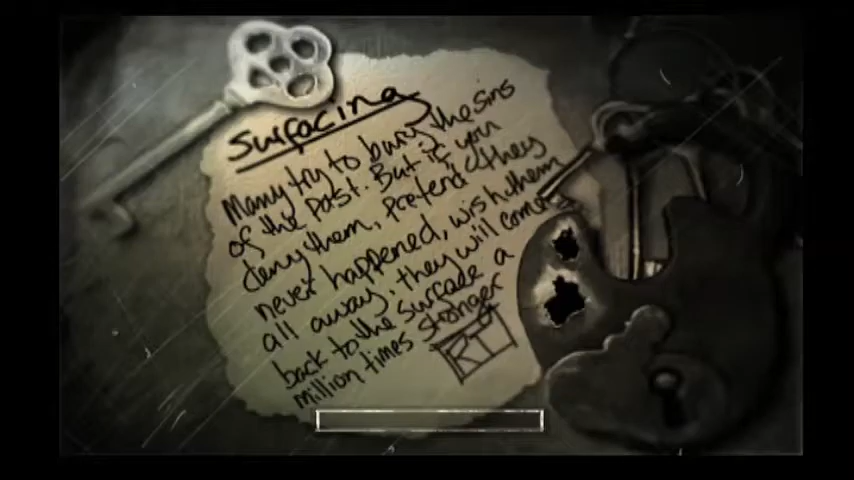 Surfacing
Many try to bury the sins
of the past. But if you
deny them, pretend they
never happened, wish them
all away, they will come
back to the surface a
million times stronger
RT